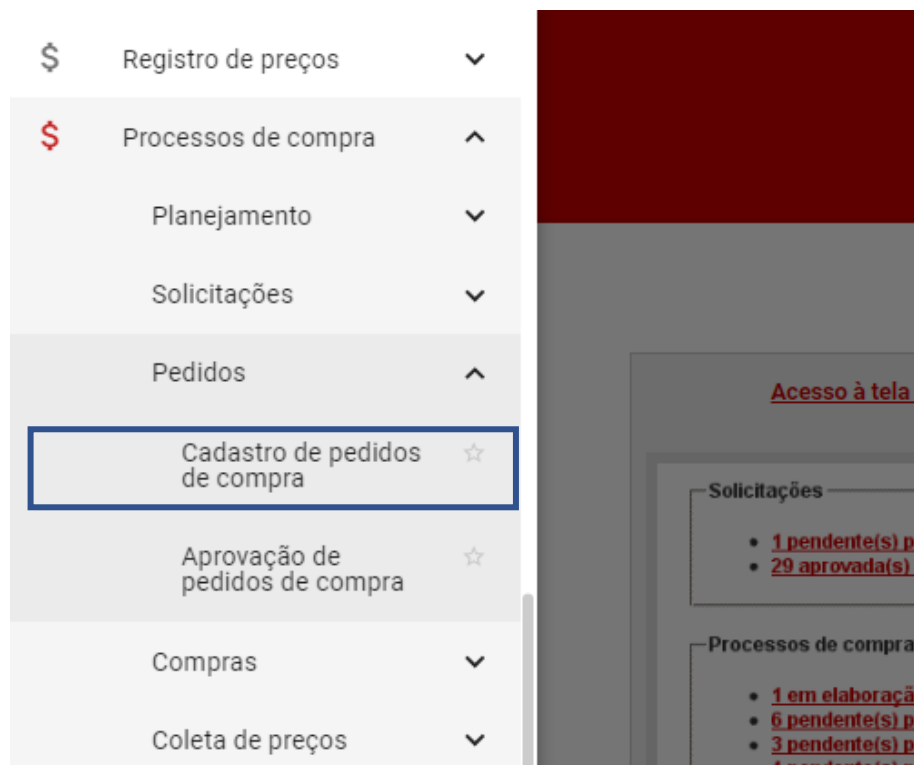 $ Registro de preços
$ Processos de compra
Planejamento
Solicitações
Pedidos
Cadastro de pedidos
de compra
Aprovação de
pedidos de compra
Compras
Coleta de preços
Acesso à tela
Solicitações
1 pendente(s) p
29 aprovada(s)
Processos de compra
1 em elaboraçã
6 pendente(s) p
3 pendente(s) p